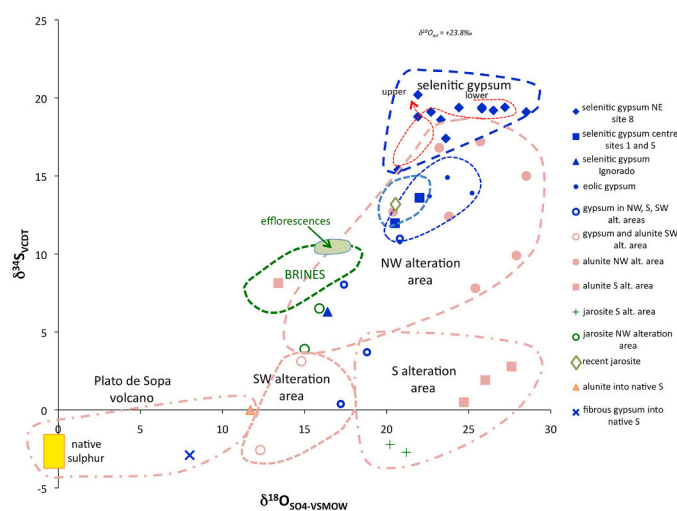 25
20
15
10
5
0
-5
δ34SVCDT
δ18Oair = +23.8‰
selenitic gypsum
upper
lower
efflorescences
BRINES
NW alteration
area
Plato de Sopa
volcano
SW alteration
area
S alteration
area
native
sulphur
0
5
10
15
20
25
30
δ18OSO4-VSMOW
selenitic gypsum NE
site 8
selenitic gypsum centre
sites 1 and 5
selenitic gypsum
Ignorado
eolic gypsum
gypsum in NW, S, SW
alt. areas
gypsum and alunite SW
alt. area
alunite NW alt. area
alunite S alt. area
jarosite S alt. area
jarosite NW alteration
area
recent jarosite
alunite into native S
fibrous gypsum into
native S